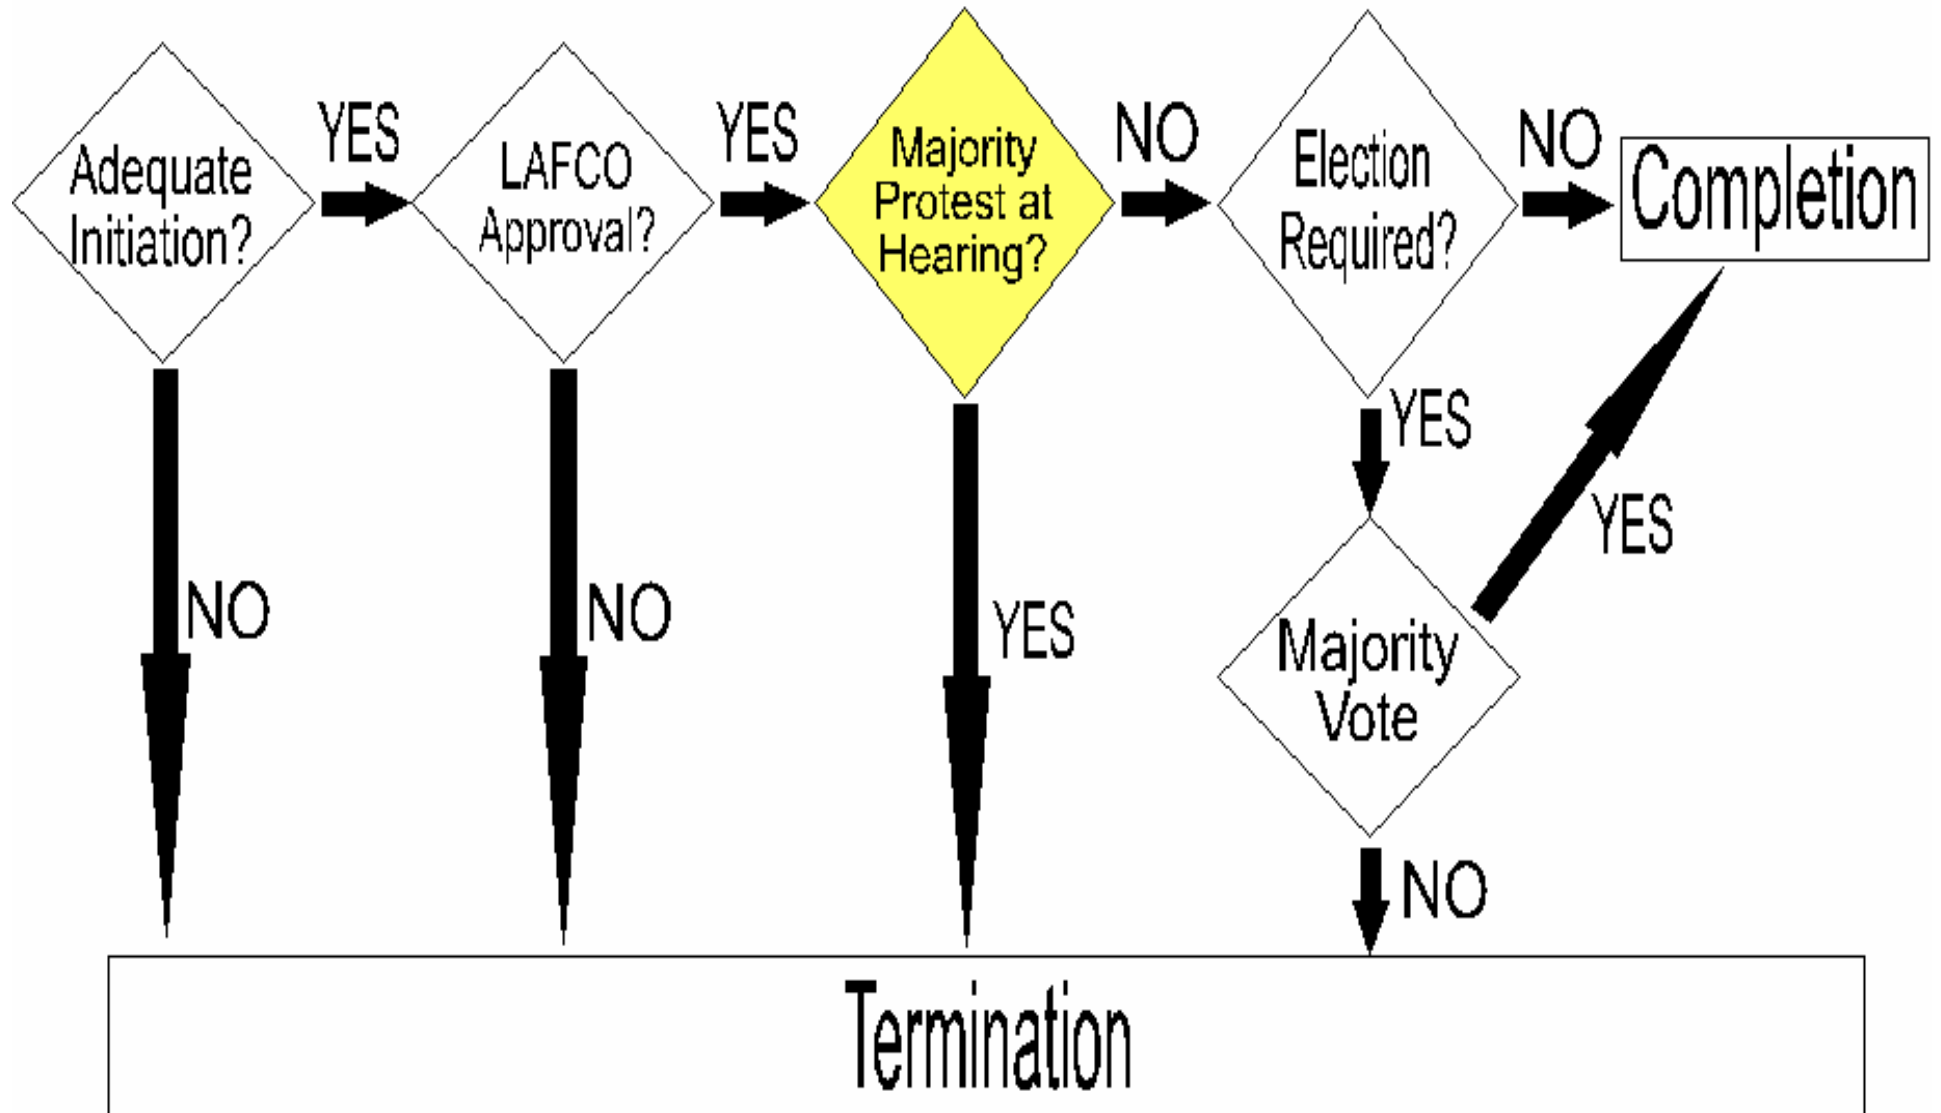 Adequate
Initiation?
YES
NO
LAFCO
Approval?
YES
NO
Majority
Protest at
Hearing?
NO
YES
Election
Required?
NO
YES
Completion
Majority
Vote
YES
NO
Termination